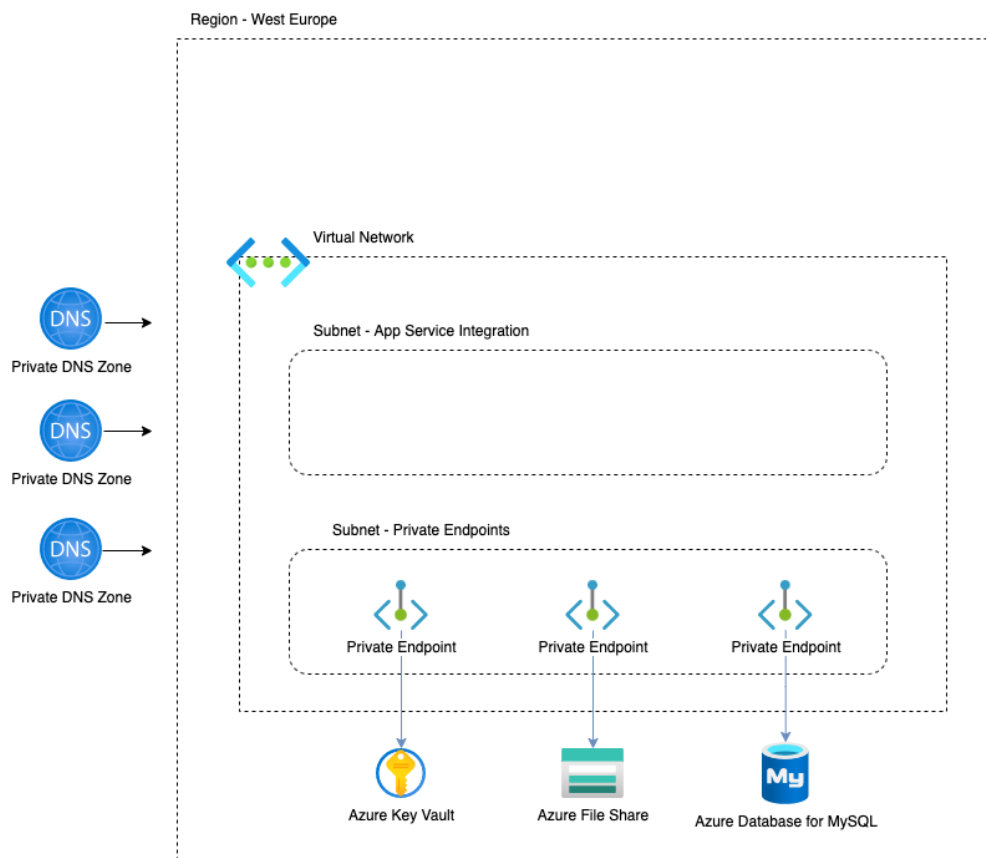 Region - West Europe
Virtual Network
Subnet - App Service Integration
DNS
Private DNS Zone
DNS
Private DNS Zone
Subnet - Private Endpoints
DNS
Private DNS Zone
Private Endpoint
Private Endpoint
Private Endpoint
My
Azure Key Vault
Azure File Share
Azure Database for MySQL